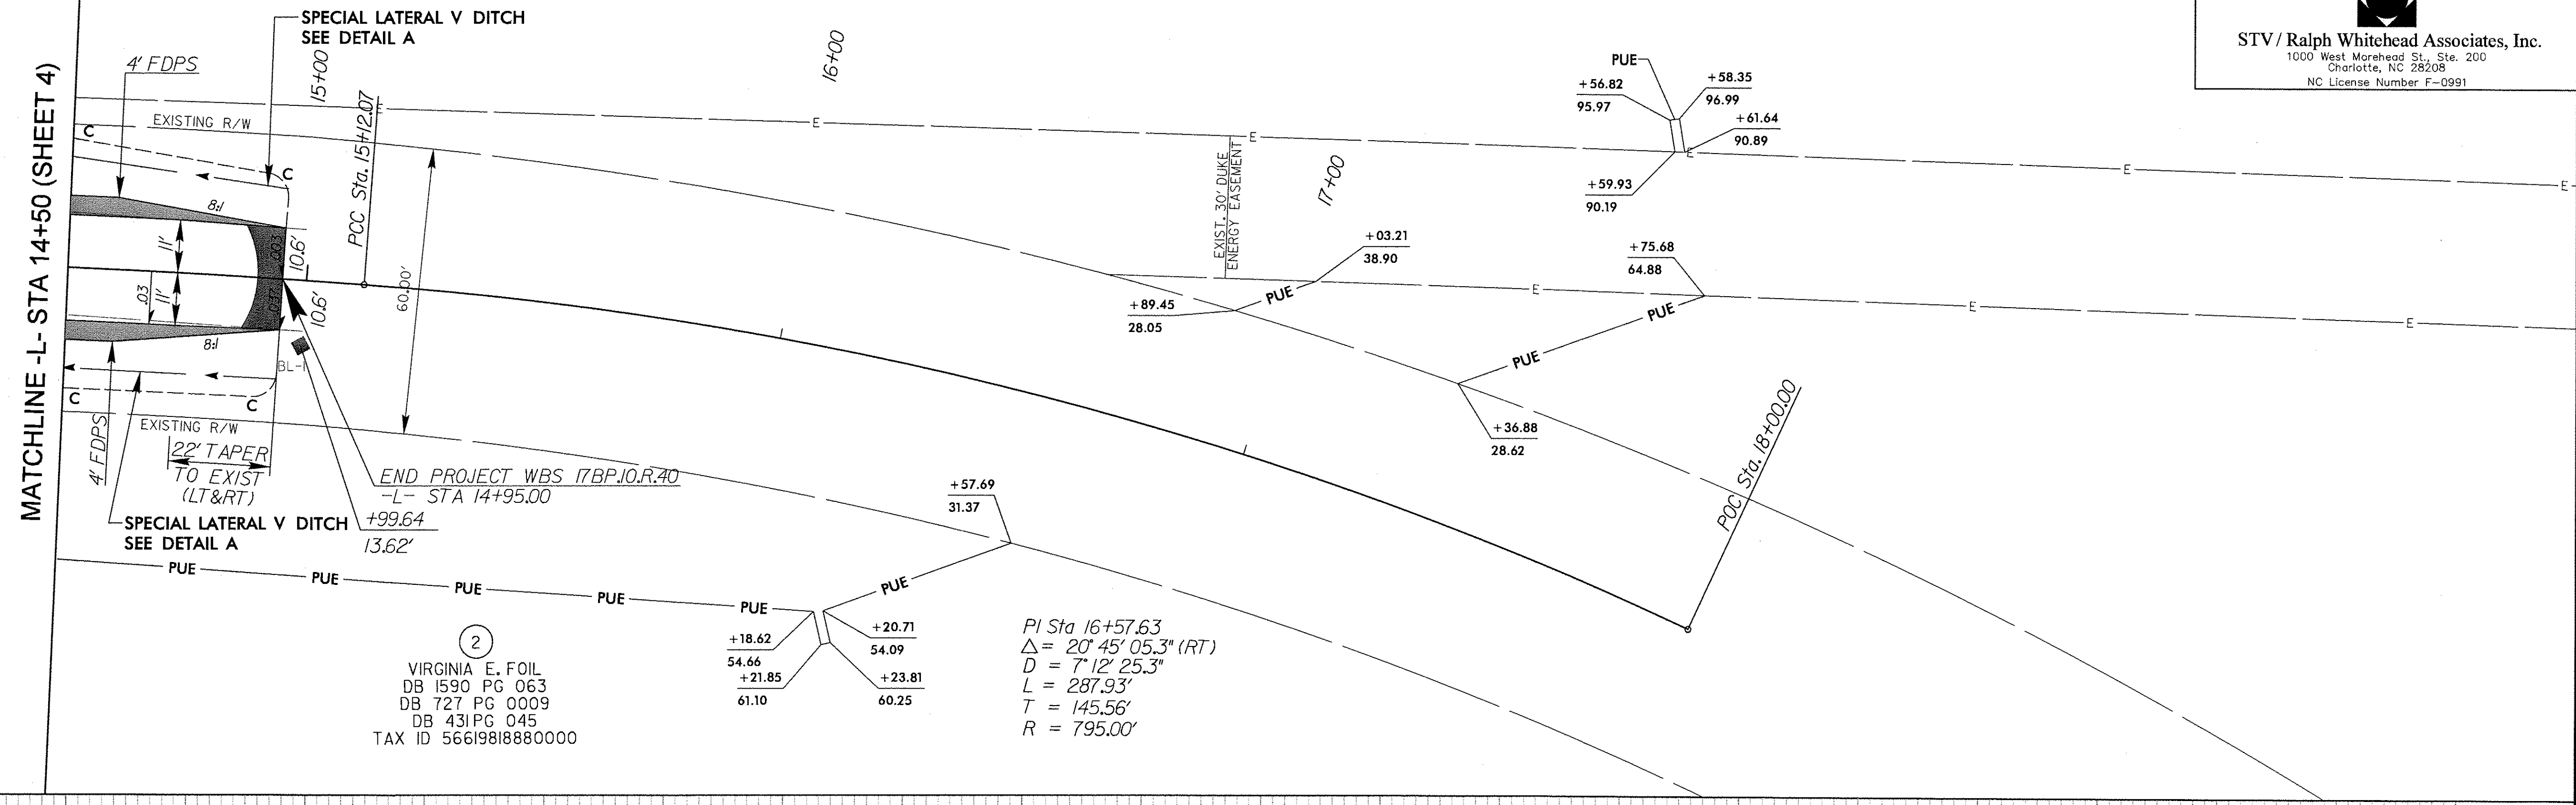 SPECIAL LATERAL V DITCH
SEE DETAIL A
4' FDPS
15+00
16+00
PCC Sta. 15+12.07
EXISTING R/W
C
C
8:1
11'
11'
.03
.03
10.6'
10.6'
.037
60.00'
8:1
BL-1
C
C
EXISTING R/W
4' FDPS
22' TAPER
TO EXIST
(LT&RT)
SPECIAL LATERAL V DITCH
SEE DETAIL A
END PROJECT WBS 17BP.10.R.40
-L- STA 14+95.00
+99.64
13.62'
MATCHLINE -L- STA 14+50 (SHEET 4)
E
E
E
E
E
E
EXIST. 30' DUKE
ENERGY EASEMENT
17+00
PUE
+56.82
95.97
+58.35
96.99
+61.64
90.89
+59.93
90.19
+03.21
38.90
+75.68
64.88
+89.45
28.05
PUE
E
E
E
PUE
PUE
+36.88
28.62
POC Sta. 18+00.00
+57.69
31.37
PUE
PUE
PUE
PUE
PUE
PUE
+18.62
54.66
+20.71
54.09
+21.85
61.10
+23.81
60.25
2
VIRGINIA E. FOIL
DB 1590 PG 063
DB 727 PG 0009
DB 431 PG 045
TAX ID 56619818880000
PI Sta 16+57.63
Δ= 20° 45' 05.3" (RT)
D = 7° 12' 25.3"
L = 287.93'
T = 145.56'
R = 795.00'
STV / Ralph Whitehead Associates, Inc.
1000 West Morehead St., Ste. 200
Charlotte, NC 28208
NC License Number F-0991